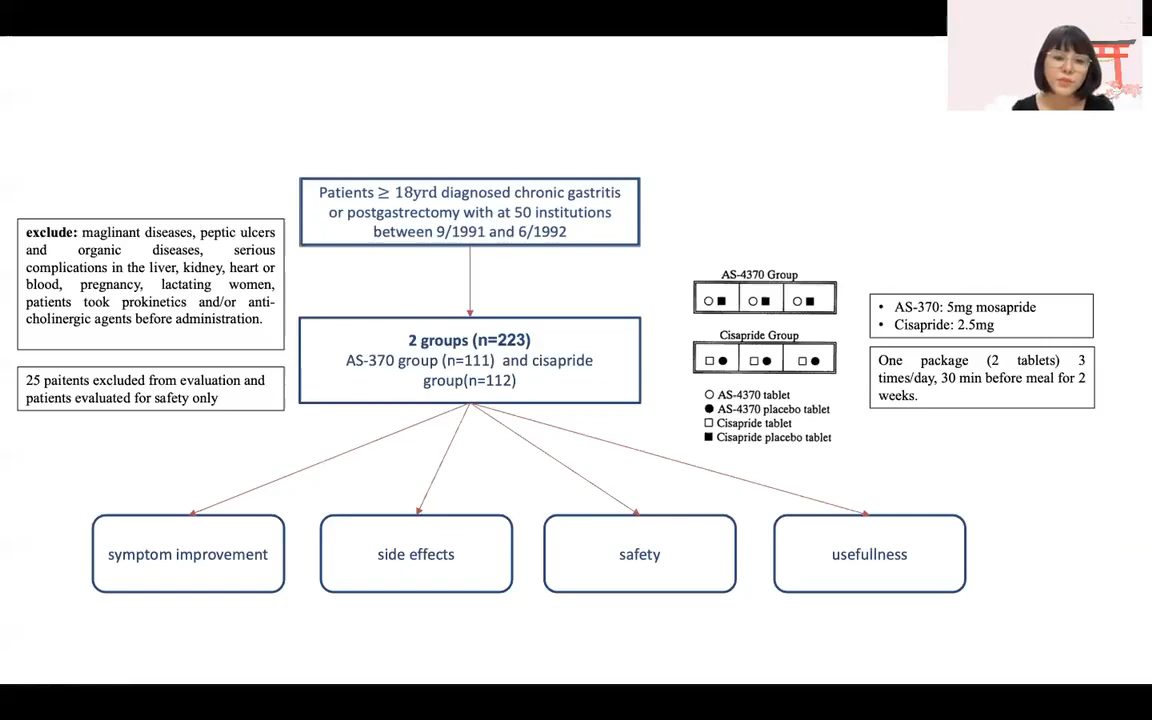 Patients ≥ 18yrd diagnosed chronic gastritis
or postgastrectomy with at 50 institutions
between 9/1991 and 6/1992
exclude: maglinant diseases, peptic ulcers
and organic diseases, serious
complications in the liver, kidney, heart or
blood, pregnancy, lactating women,
patients took prokinetics and/or anti-
cholinergic agents before administration.
2 groups (n=223)
AS-370 group (n=111) and cisapride
group(n=112)
25 paitents excluded from evaluation and
patients evaluated for safety only
AS-4370 Group
Cisapride Group
AS-4370 tablet
AS-4370 placebo tablet
Cisapride tablet
Cisapride placebo tablet
• AS-370: 5mg mosapride
• Cisapride: 2.5mg
One package (2 tablets) 3
times/day, 30 min before meal for 2
weeks.
symptom improvement
side effects
safety
usefullness